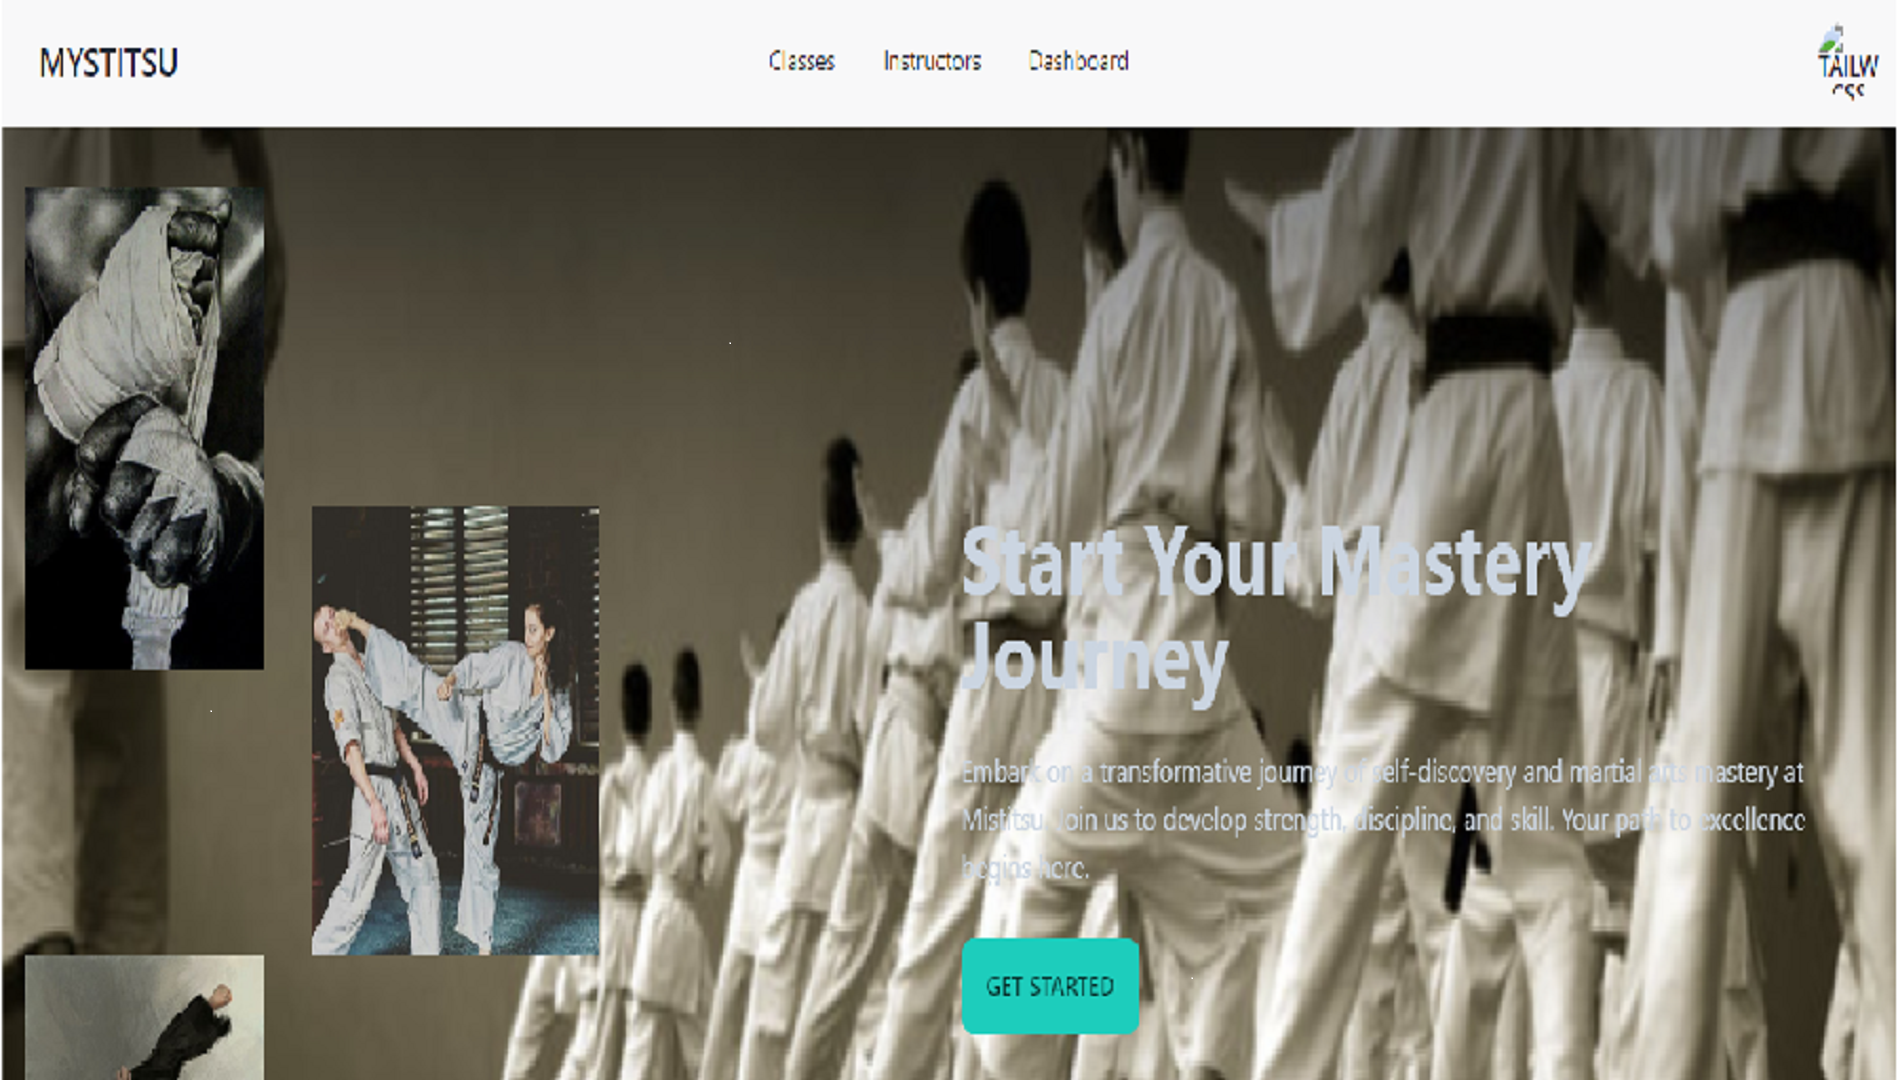 MYSTITSU
Classes
Instructors
Dashboard
TAILW
CSS
Start Your Mastery
Journey
Embark on a transformative journey of self-discovery and martial arts mastery at
Mistitsu. Join us to develop strength, discipline, and skill. Your path to excellence
begins here.
GET STARTED